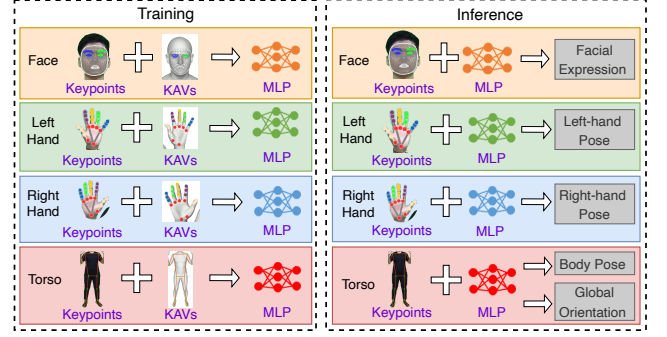 Training
Face
Keypoints
KAVs
MLP
Left
Hand
Keypoints
KAVs
MLP
Right
Hand
Keypoints
KAVs
MLP
Torso
Keypoints
KAVs
MLP
Inference
Face
Keypoints
MLP
Facial
Expression
Left
Hand
Keypoints
MLP
Left-hand
Pose
Right
Hand
Keypoints
MLP
Right-hand
Pose
Torso
Keypoints
MLP
Body Pose
Global
Orientation